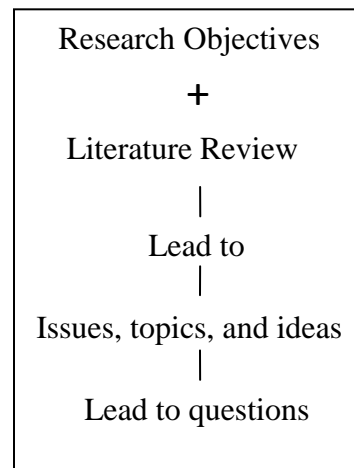 Research Objectives
+
Literature Review
Lead to
Issues, topics, and ideas
Lead to questions